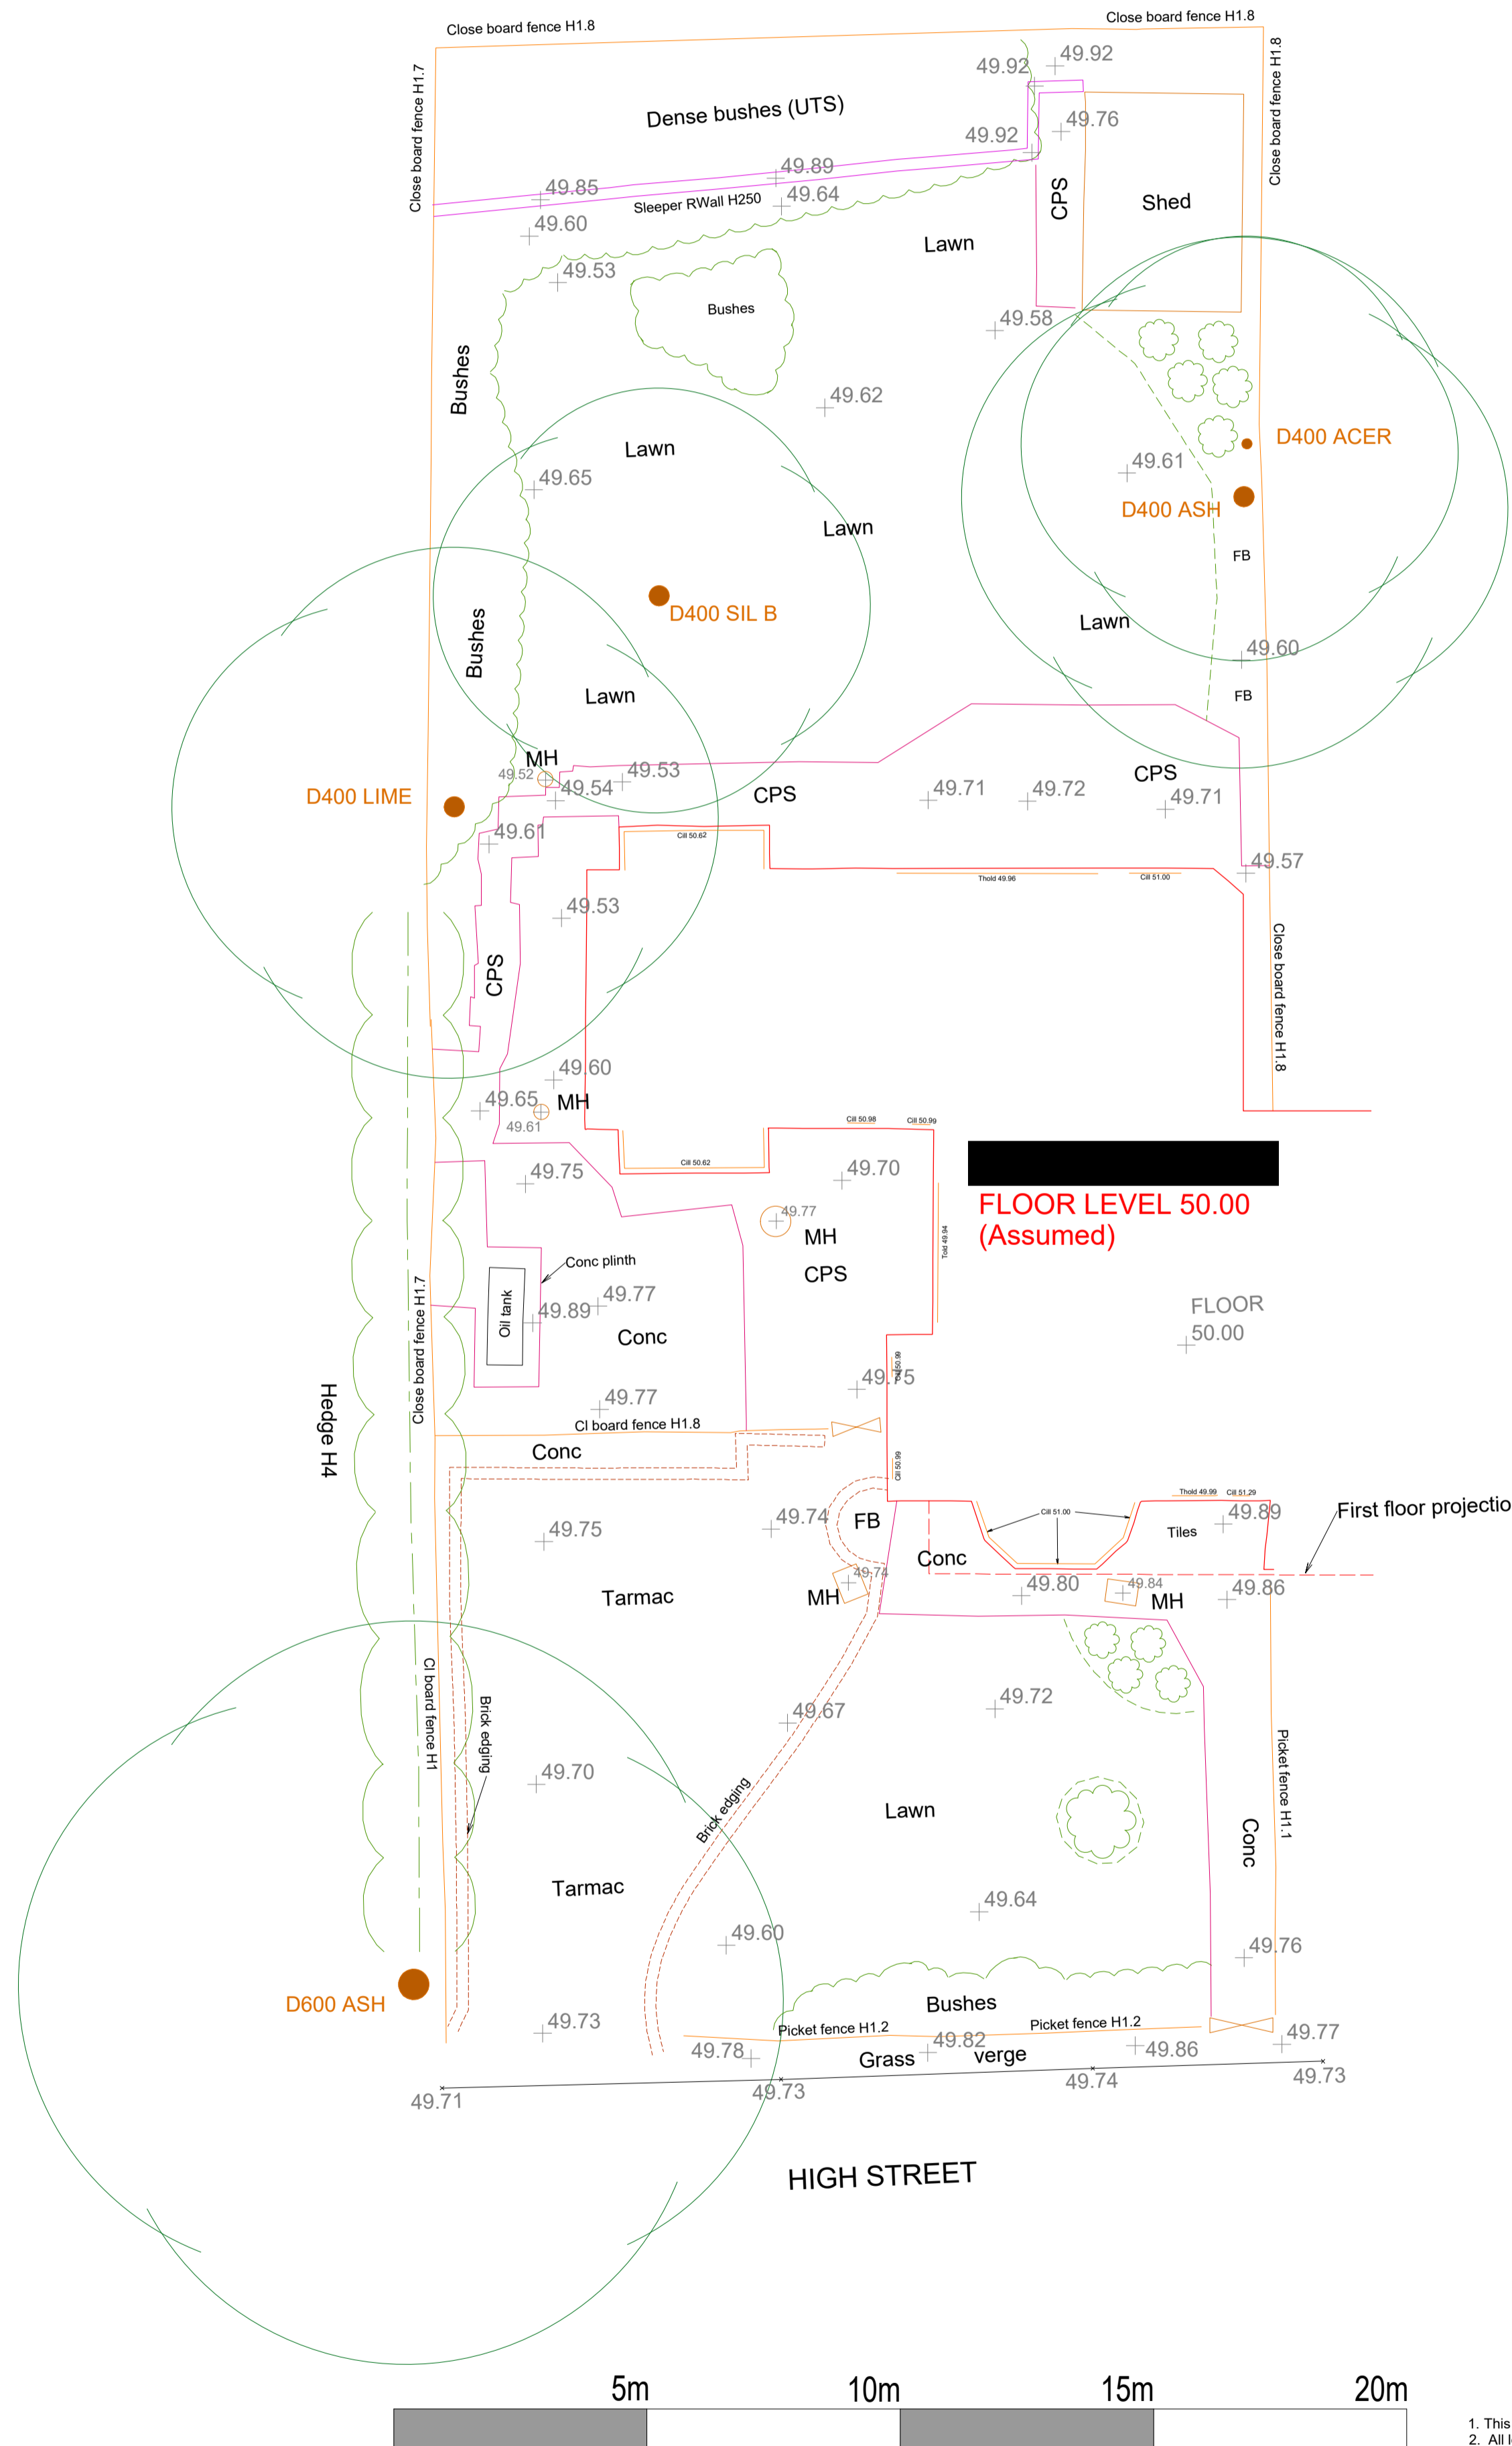 Close board fence H1.8
Close board fence H1.8
Close board fence H1.7
Close board fence H1.8
49.92
49.92
Dense bushes (UTS)
49.76
49.92
49.89
49.85
Sleeper RWall H250
49.64
CPS
Shed
49.60
Lawn
49.53
Bushes
49.58
Bushes
49.62
Lawn
D400 ACER
49.61
49.65
D400 ASH
Lawn
FB
D400 SIL B
Lawn
Bushes
49.60
Lawn
FB
MH
49.52
49.53
CPS
49.54
D400 LIME
CPS
49.71
49.72
49.71
49.61
Cill 50.62
49.57
Thold 49.96
Cill 51.00
49.53
CPS
Close board fence H1.8
49.60
49.65
MH
49.61
Cill 50.98
Cill 50.99
Cill 50.62
49.75
49.70
FLOOR LEVEL 50.00
(Assumed)
49.77
MH
Told 49.94
Conc plinth
CPS
Oil tank
49.77
49.89
Conc
FLOOR
50.00
Close board fence H1.7
49.75
Hedge H4
49.77
Cl board fence H1.8
Conc
Cill 50.99
Thold 49.99
Cill 51.29
49.74
FB
Cill 51.00
49.89
First floor projectio
49.75
Tiles
Conc
49.74
49.80
49.84
49.86
Tarmac
MH
MH
Cl board fence H1
Brick edging
49.67
49.72
49.70
Picket fence H1.1
Brick edging
Lawn
Conc
Tarmac
49.64
49.60
49.76
D600 ASH
Bushes
49.73
Picket fence H1.2
Picket fence H1.2
49.77
49.78
49.82
Grass
verge
49.86
49.71
49.73
49.74
49.73
HIGH STREET
5m
10m
15m
20m
1. This
2. All l